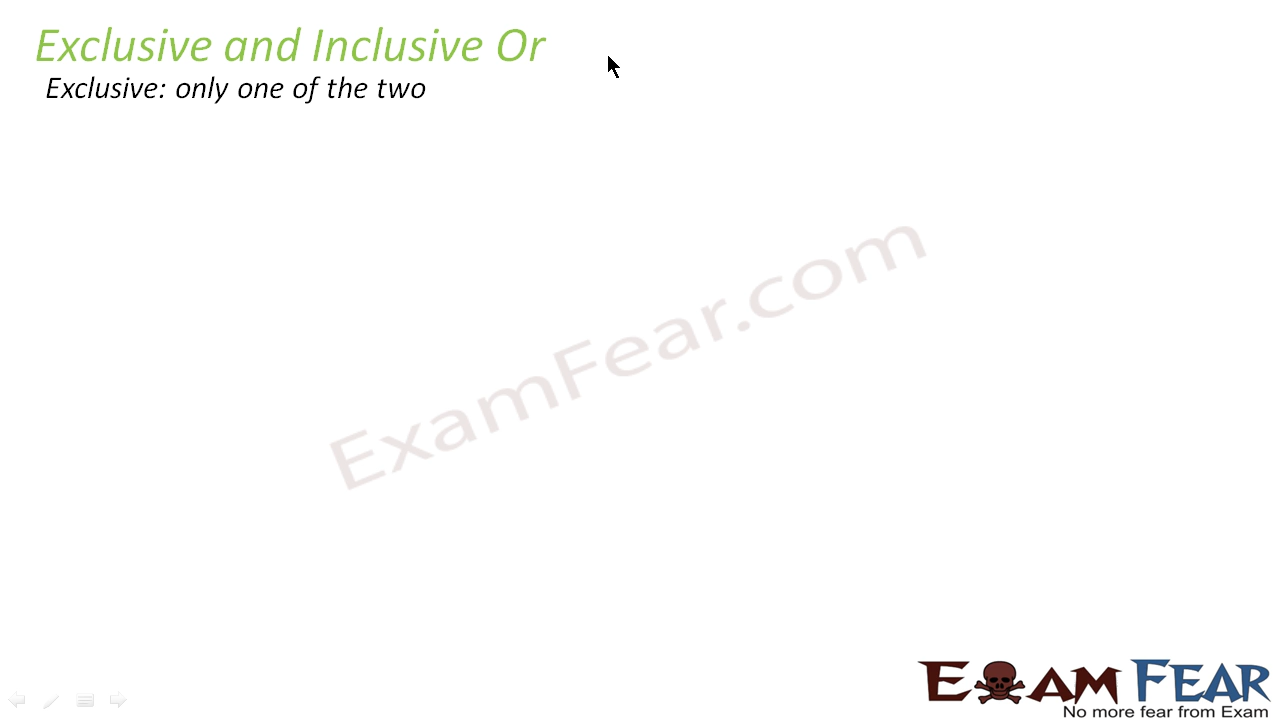 Exclusive and Inclusive Or
Exclusive: only one of the two
ExamFear.com
EXAM FEAR
No more fear from Exam